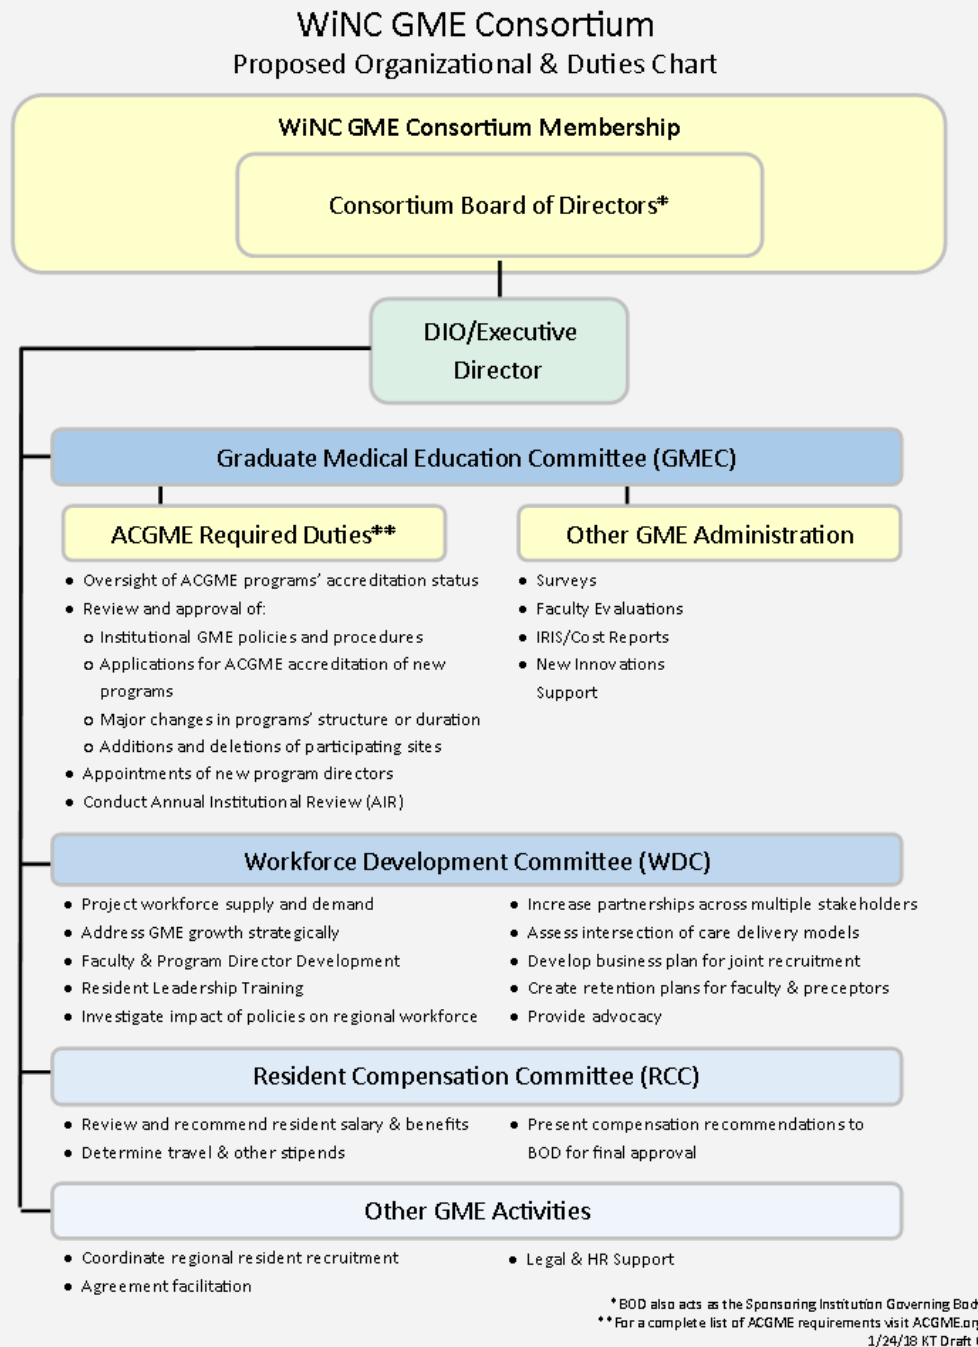 WiNC GME Consortium
Proposed Organizational & Duties Chart
WiNC GME Consortium Membership
Consortium Board of Directors*
DIO/Executive
Director
Graduate Medical Education Committee (GMEC)
ACGME Required Duties**
• Oversight of ACGME programs' accreditation status
• Review and approval of:
o Institutional GME policies and procedures
o Applications for ACGME accreditation of new
programs
o Major changes in programs' structure or duration
o Additions and deletions of participating sites
• Appointments of new program directors
• Conduct Annual Institutional Review (AIR)
Other GME Administration
• Surveys
• Faculty Evaluations
• IRIS/Cost Reports
• New Innovations
Support
Workforce Development Committee (WDC)
• Project workforce supply and demand
• Address GME growth strategically
• Faculty & Program Director Development
• Resident Leadership Training
• Investigate impact of policies on regional workforce
• Increase partnerships across multiple stakeholders
• Assess intersection of care delivery models
• Develop business plan for joint recruitment
• Create retention plans for faculty & preceptors
• Provide advocacy
Resident Compensation Committee (RCC)
• Review and recommend resident salary & benefits
• Determine travel & other stipends
• Present compensation recommendations to
BOD for final approval
Other GME Activities
• Coordinate regional resident recruitment
• Agreement facilitation
• Legal & HR Support
*BOD also acts as the Sponsoring Institution Governing
**For a complete list of ACGME requirements visit
1/24/18 KT Draft